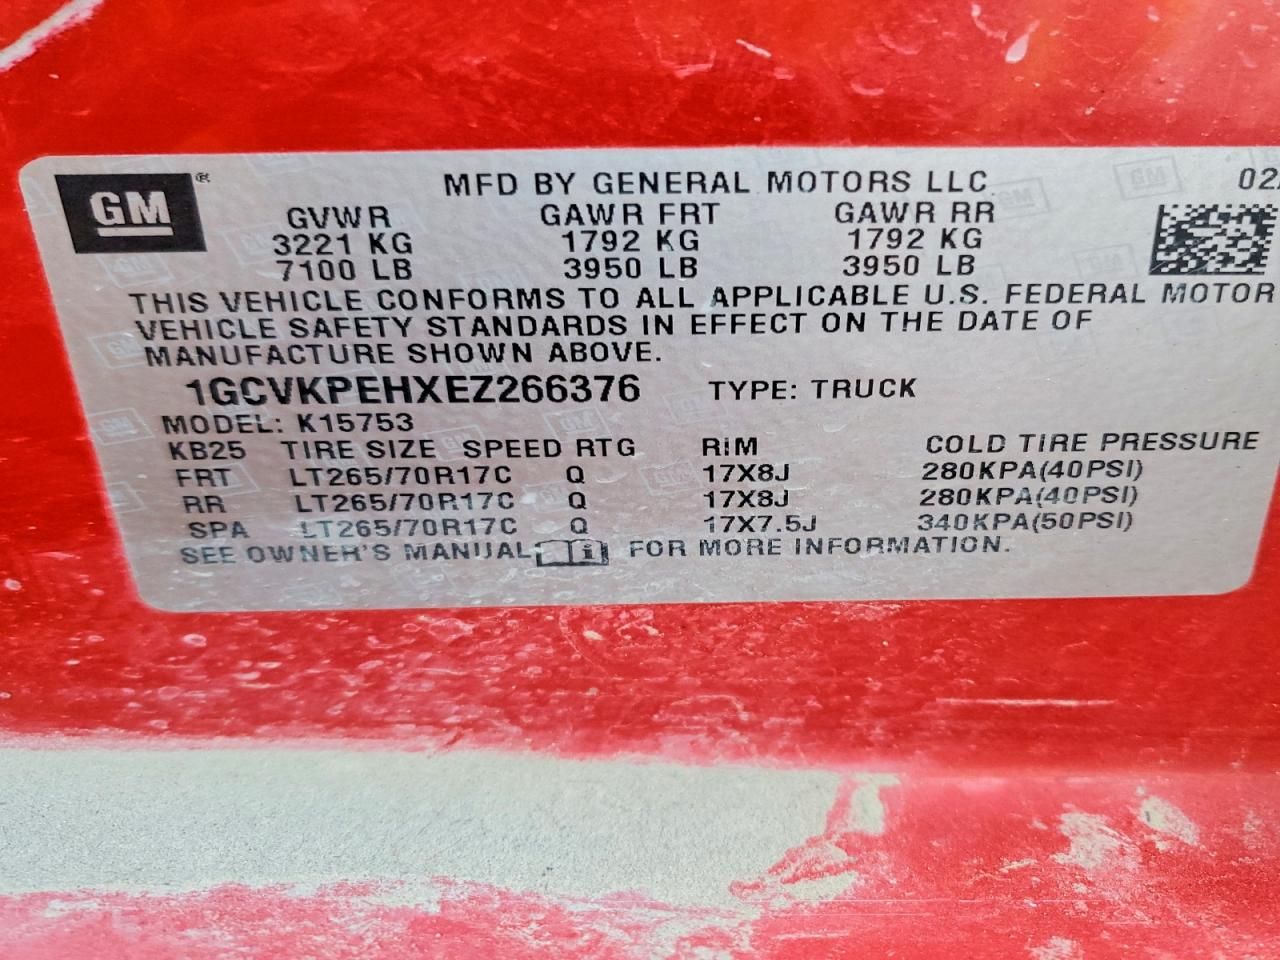 GM ®
MFD BY GENERAL MOTORS LLC 02
GVWR GAWR FRT GAWR RR
3221 KG 1792 KG 1792 KG
7100 LB 3950 LB 3950 LB
THIS VEHICLE CONFORMS TO ALL APPLICABLE U.S. FEDERAL MOTOR
VEHICLE SAFETY STANDARDS IN EFFECT ON THE DATE OF
MANUFACTURE SHOWN ABOVE.
1GCVKPEHXEZ266376 TYPE: TRUCK
MODEL: K15753
KB25 TIRE SIZE SPEED RTG RIM COLD TIRE PRESSURE
FRT LT265/70R17C Q 17X8J 280KPA(40PSI)
RR LT265/70R17C Q 17X8J 280KPA(40PSI)
SPA LT265/70R17C Q 17X7.5J 340KPA(50PSI)
SEE OWNER'S MANUAL i FOR MORE INFORMATION.